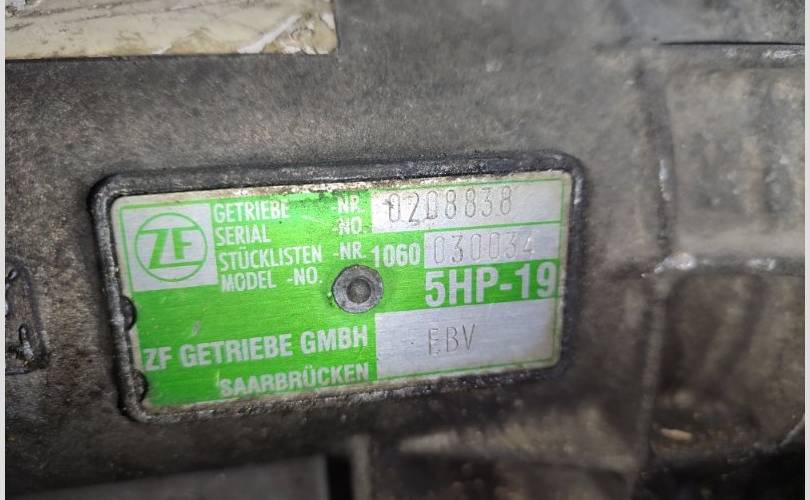 ZF
GETRIEBE -NR. 0208838
SERIAL -NO.
STÜCKLISTEN -NR. 1060 030034
MODEL -NO.
5HP-19
ZF GETRIEBE GMBH EBV
SAARBRÜCKEN